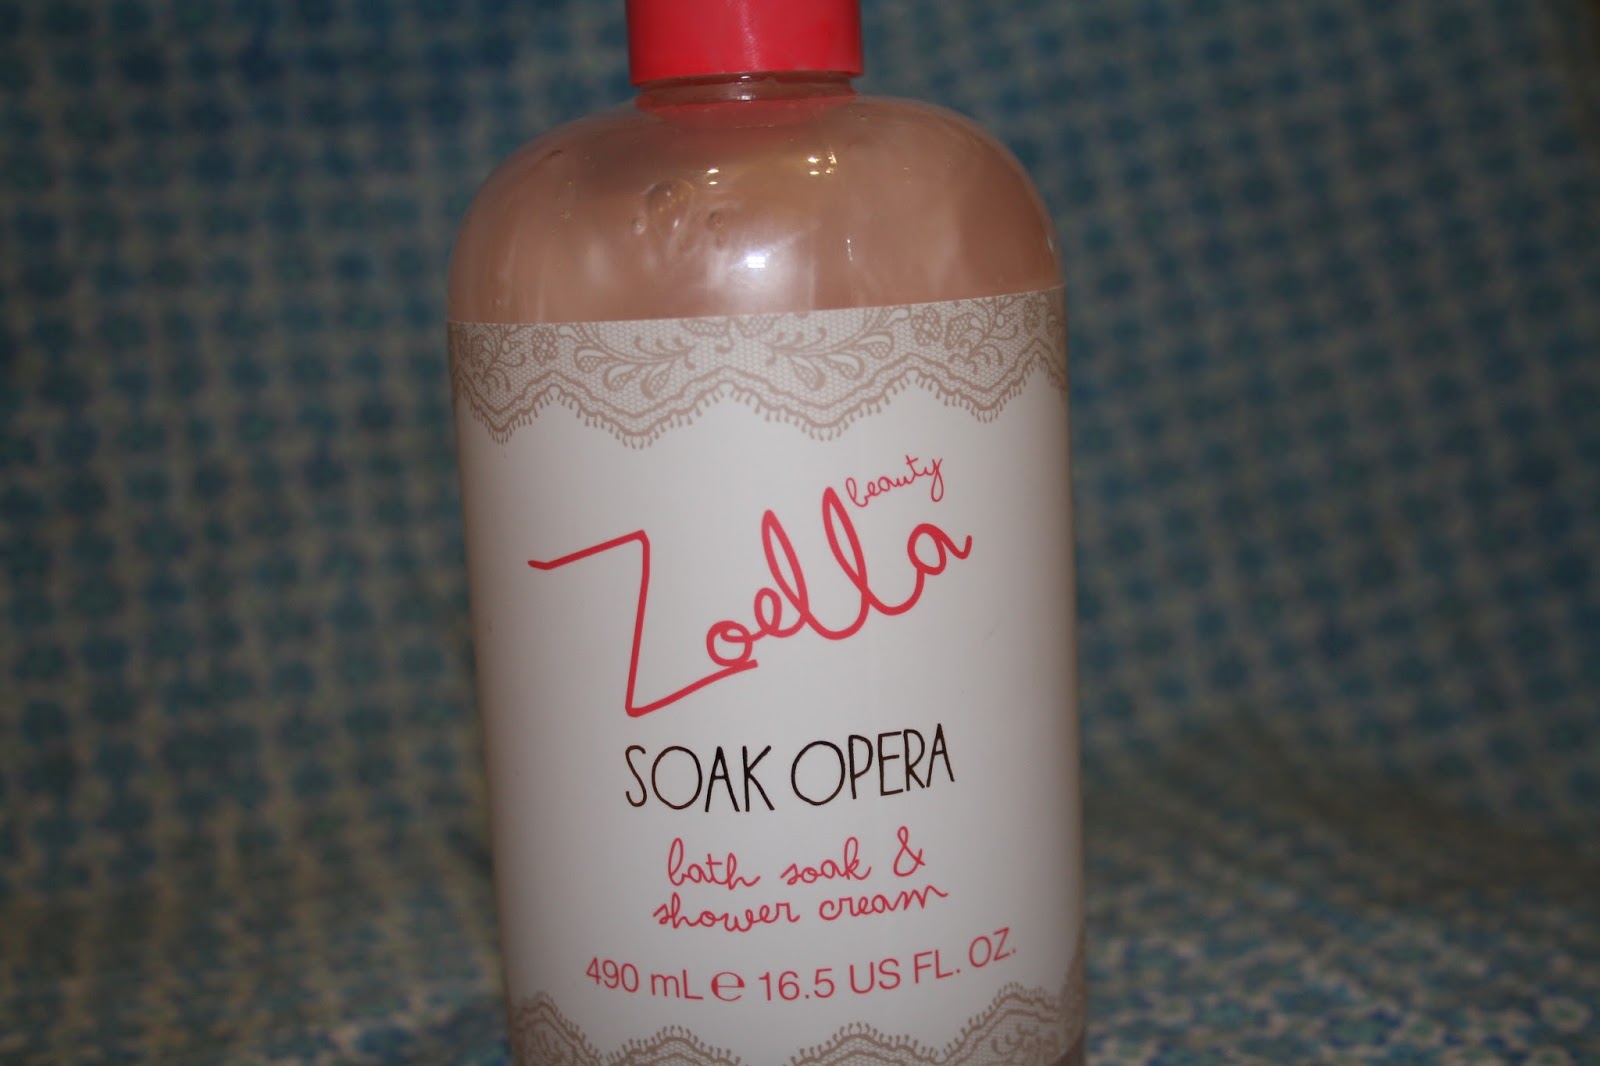 Zoella beauty
SOAK OPERA
bath soak &
shower cream
490 mL ℮ 16.5 US FL. OZ.